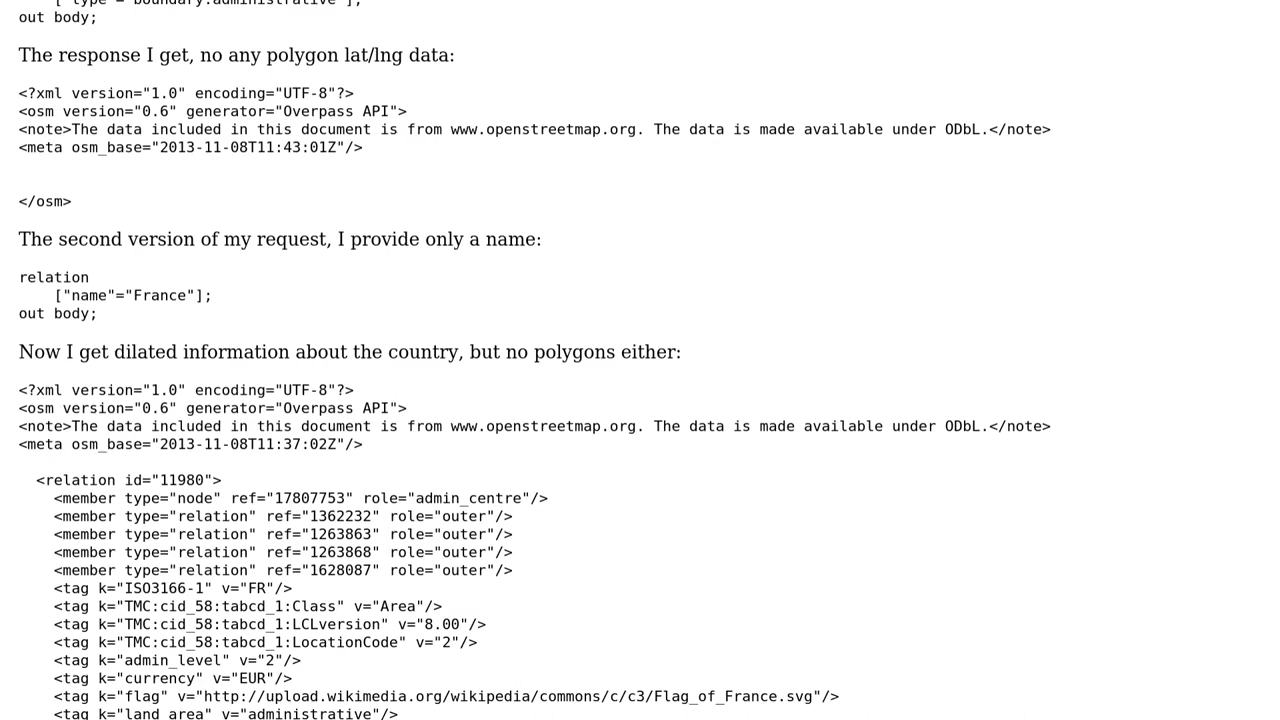 ["type"="boundary:administrative"];
out body;
The response I get, no any polygon lat/lng data:
<?xml version="1.0" encoding="UTF-8"?>
<osm version="0.6" generator="Overpass API">
<note>The data included in this document is from www.openstreetmap.org. The data is made available under ODbL.</note>
<meta osm_base="2013-11-08T11:43:01Z"/>
</osm>
The second version of my request, I provide only a name:
relation
    ["name"="France"];
out body;
Now I get dilated information about the country, but no polygons either:
<?xml version="1.0" encoding="UTF-8"?>
<osm version="0.6" generator="Overpass API">
<note>The data included in this document is from www.openstreetmap.org. The data is made available under ODbL.</note>
<meta osm_base="2013-11-08T11:37:02Z"/>
  <relation id="11980">
    <member type="node" ref="17807753" role="admin_centre"/>
    <member type="relation" ref="1362232" role="outer"/>
    <member type="relation" ref="1263863" role="outer"/>
    <member type="relation" ref="1263868" role="outer"/>
    <member type="relation" ref="1628087" role="outer"/>
    <tag k="ISO3166-1" v="FR"/>
    <tag k="TMC:cid_58:tabcd_1:Class" v="Area"/>
    <tag k="TMC:cid_58:tabcd_1:LCLversion" v="8.00"/>
    <tag k="TMC:cid_58:tabcd_1:LocationCode" v="2"/>
    <tag k="admin_level" v="2"/>
    <tag k="currency" v="EUR"/>
    <tag k="flag" v="http://upload.wikimedia.org/wikipedia/commons/c/c3/Flag_of_France.svg"/>
    <tag k="land_area" v="administrative"/>